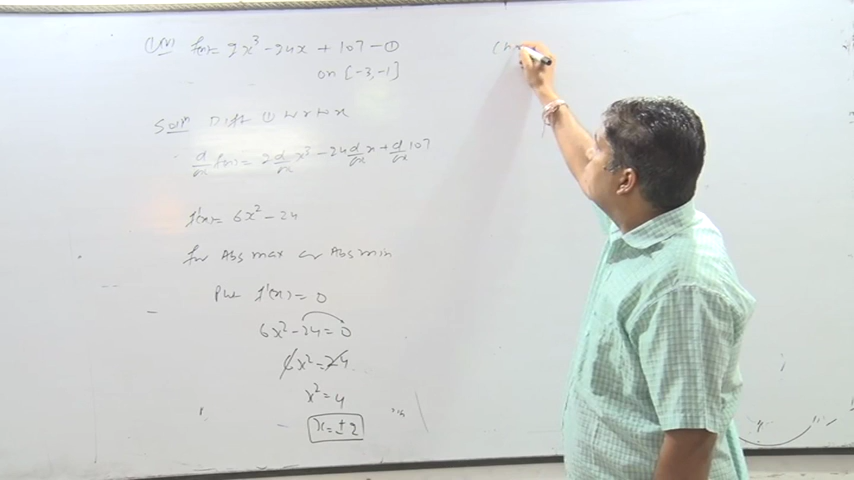 f(x) = 2x³ - 24x + 107 - ①
on [-3, -1]
Soln Diff ① w r to x
d/dx f(x) = 2 d/dx x³ - 24 d/dx x + d/dx 107
f'(x) = 6x² - 24
for Abs max or Abs min
Put f'(x) = 0
6x² - 24 = 0
6x² = 24
x² = 4
x = ± 2